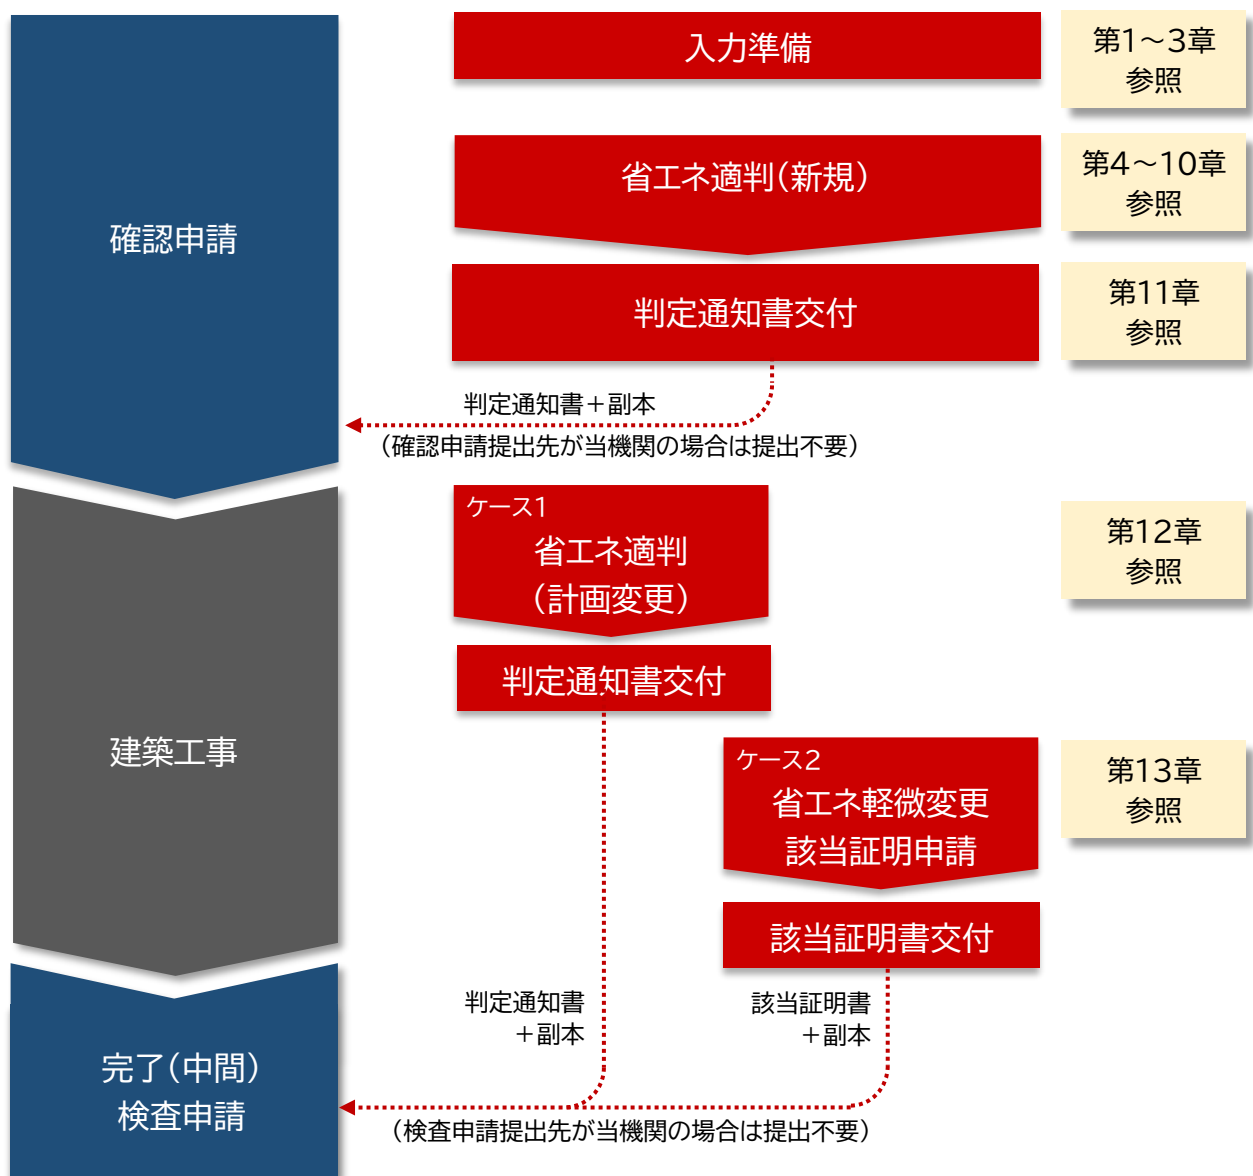 入力準備
第1～3章
参照
省エネ適判（新規）
第4～10章
参照
確認申請
判定通知書交付
第11章
参照
判定通知書＋副本
（確認申請提出先が当機関の場合は提出不要）
ケース1
省エネ適判
（計画変更）
第12章
参照
判定通知書交付
建築工事
ケース2
省エネ軽微変更
該当証明申請
第13章
参照
該当証明書交付
判定通知書
＋副本
該当証明書
＋副本
完了（中間）
検査申請
（検査申請提出先が当機関の場合は提出不要）